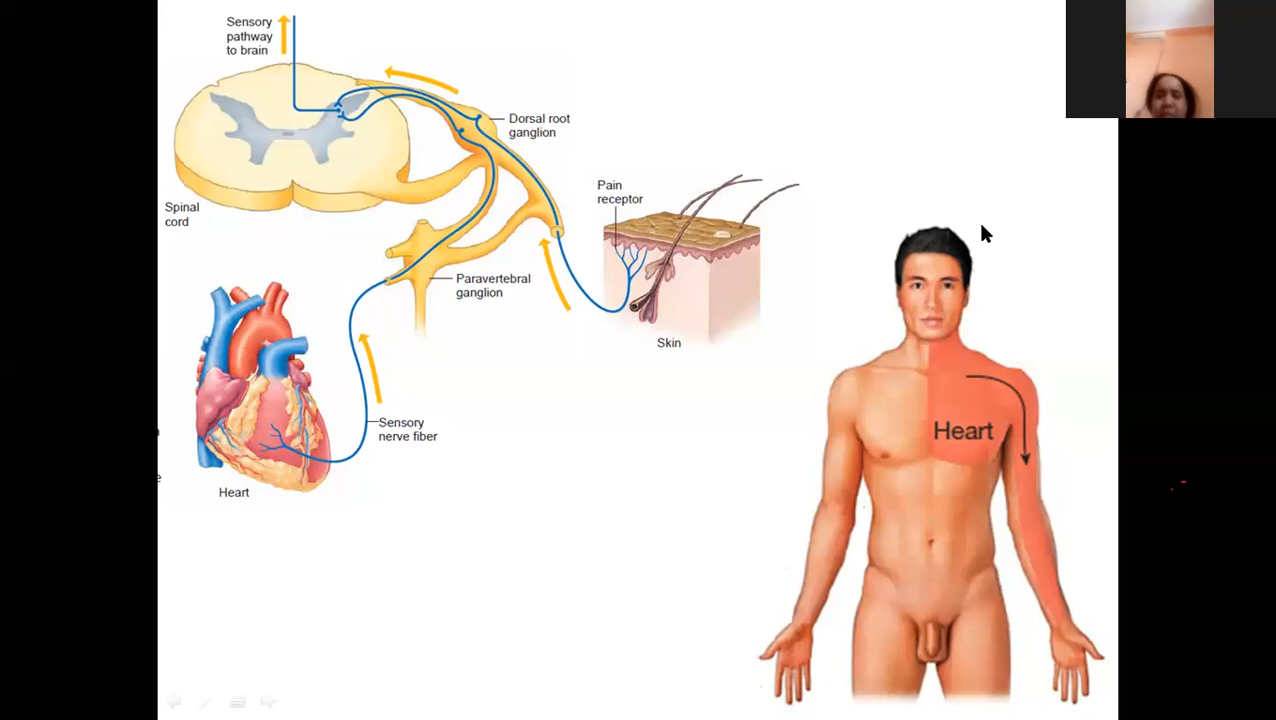 Sensory
pathway
to brain
Dorsal root
ganglion
Pain
receptor
Spinal
cord
Paravertebral
ganglion
Skin
Sensory
nerve fiber
Heart
Heart